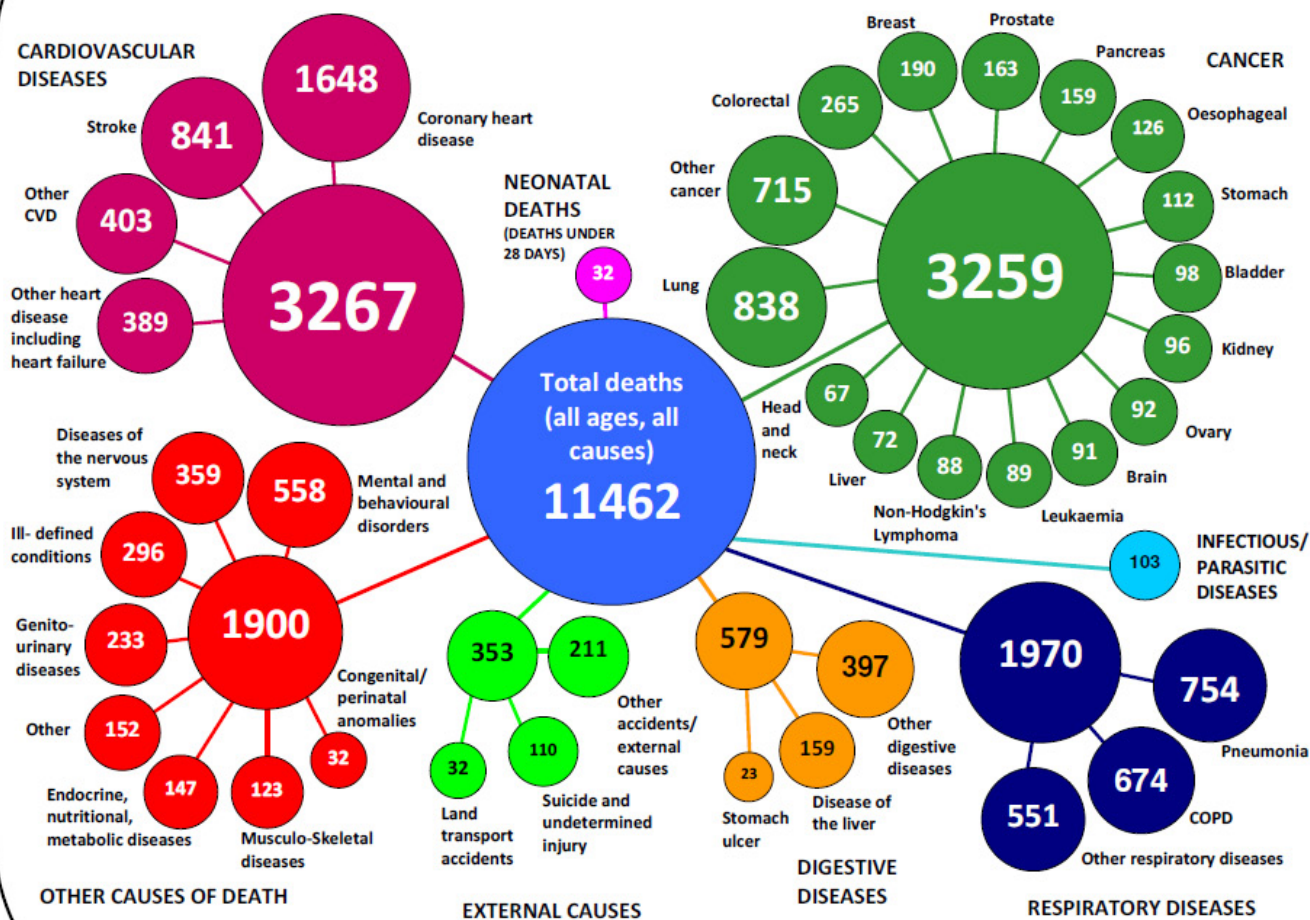 CARDIOVASCULAR
DISEASES
1648
Coronary heart
disease
Stroke
841
Other
CVD
403
Other heart
disease
including
heart failure
389
3267
NEONATAL
DEATHS
(DEATHS UNDER
28 DAYS)
32
Total deaths
(all ages, all
causes)
11462
CANCER
3259
Breast
190
Prostate
163
Pancreas
159
Oesophageal
126
Stomach
112
Bladder
98
Kidney
96
Ovary
92
Brain
91
Leukaemia
89
Non-Hodgkin's
Lymphoma
88
Liver
72
Head
and
neck
67
Lung
838
Other
cancer
715
Colorectal
265
Diseases of
the nervous
system
359
558
Mental and
behavioural
disorders
Ill- defined
conditions
296
Genito-
urinary
diseases
233
Other
152
Endocrine,
nutritional,
metabolic diseases
147
123
Musculo-Skeletal
diseases
Congenital/
perinatal
anomalies
32
1900
OTHER CAUSES OF DEATH
353
211
Other
accidents/
external
causes
32
Land
transport
accidents
110
Suicide and
undetermined
injury
EXTERNAL CAUSES
579
397
Other
digestive
diseases
159
Disease of
the liver
23
Stomach
ulcer
DIGESTIVE
DISEASES
103
INFECTIOUS/
PARASITIC
DISEASES
1970
754
Pneumonia
674
COPD
551
Other respiratory diseases
RESPIRATORY DISEASES